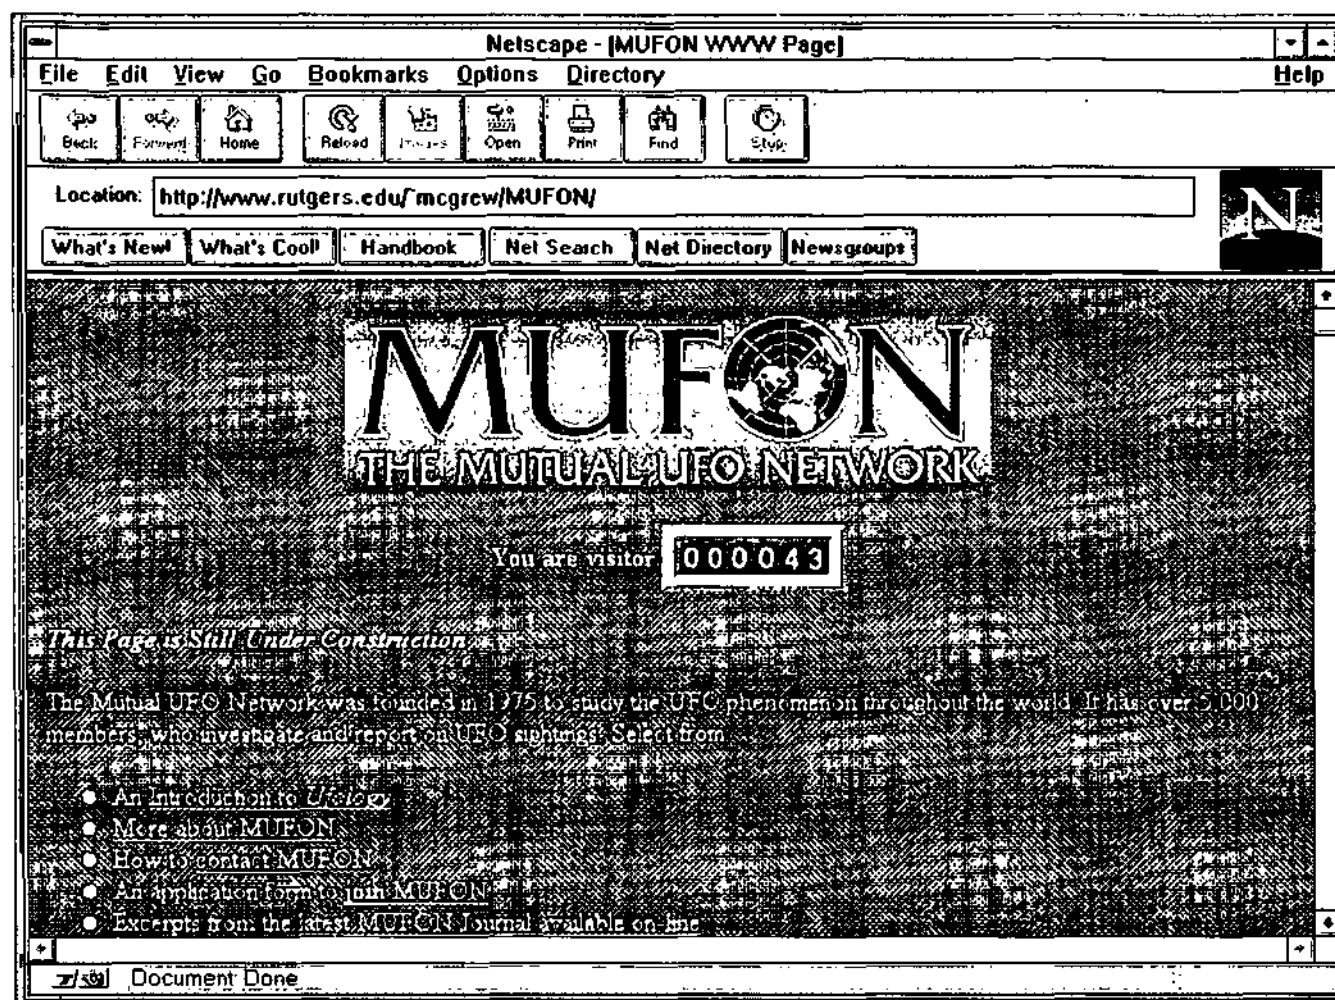 Netscape - [MUFON WWW Page]
File Edit View Go Bookmarks Options Directory Help
Back Forward Home Reload Images Open Print Find Stop
Location: http://www.rutgers.edu/~mcgrew/MUFON/
N
What's New! What's Cool! Handbook Net Search Net Directory Newsgroups
MUFON
THE MUTUAL UFO NETWORK
You are visitor 000043
This Page is Still Under Construction
The Mutual UFO Network was founded in 1975 to study the UFO phenomenon throughout the world. It has over 5,000
members, who investigate and report on UFO sightings. Select from
An Introduction to Ufology
More about MUFON
How to contact MUFON
An application form to join MUFON
Excerpts from the latest MUFON Journal available on-line
Document: Done